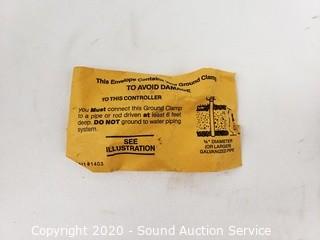 This Envelope Contains Your Ground Clamp
TO AVOID DAMAGE
TO THIS CONTROLLER
you Must connect this Ground Clamp
to a pipe or rod driven at least 6 feet
deep. DO NOT ground to water piping
system.
SEE
ILLUSTRATION
DIAMETER
(OR LARGER
GALVANIZED PIPE
#1403
Copyright 2020 - Sound Auction Service